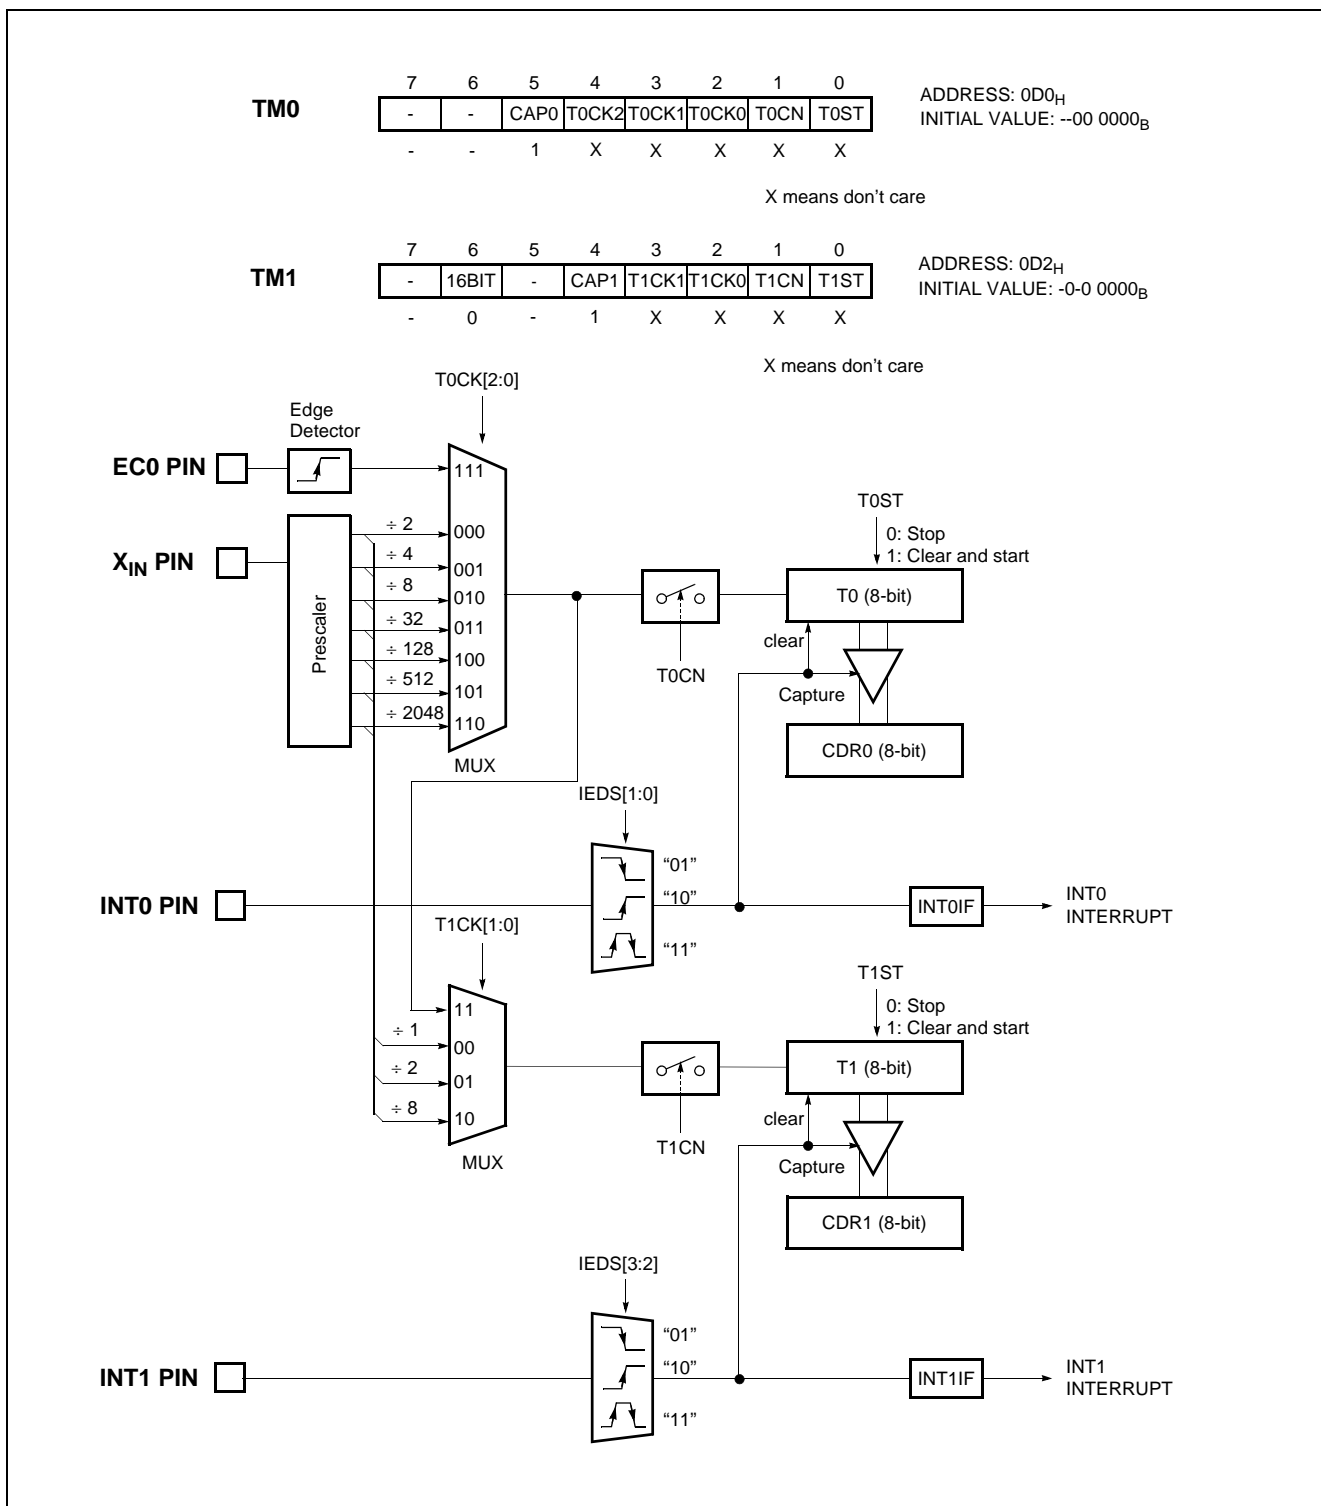 7 6 5 4 3 2 1 0
TM0 - - CAP0 T0CK2 T0CK1 T0CK0 T0CN T0ST
- - 1 X X X X X
ADDRESS: 0D0H
INITIAL VALUE: --00 0000B
X means don't care
7 6 5 4 3 2 1 0
TM1 - 16BIT - CAP1 T1CK1 T1CK0 T1CN T1ST
- 0 - 1 X X X X
ADDRESS: 0D2H
INITIAL VALUE: -0-0 0000B
X means don't care
T0CK[2:0]
Edge
Detector
EC0 PIN
111
XIN PIN
Prescaler
÷ 2 000
÷ 4 001
÷ 8 010
÷ 32 011
÷ 128 100
÷ 512 101
÷ 2048 110
MUX
T0CN
T0ST
0: Stop
1: Clear and start
T0 (8-bit)
clear
Capture
CDR0 (8-bit)
IEDS[1:0]
“01”
“10”
“11”
INT0 PIN
INT0IF
INT0
INTERRUPT
T1CK[1:0]
11
÷ 1 00
÷ 2 01
÷ 8 10
MUX
T1CN
T1ST
0: Stop
1: Clear and start
T1 (8-bit)
clear
Capture
CDR1 (8-bit)
IEDS[3:2]
“01”
“10”
“11”
INT1 PIN
INT1IF
INT1
INTERRUPT